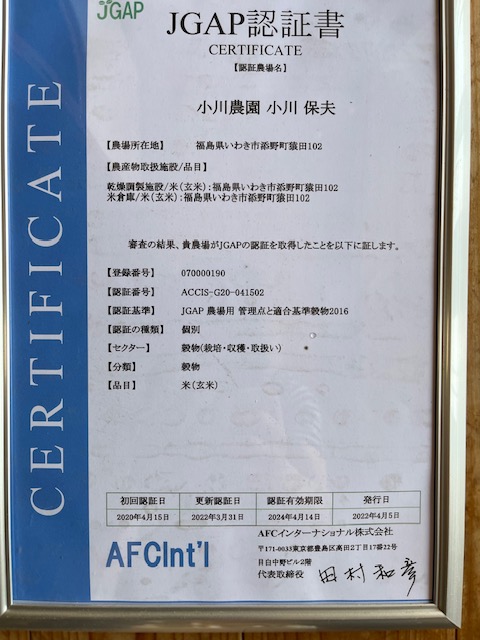 JGAP
JGAP認証書
CERTIFICATE
【認証農場名】
小川農園 小川 保夫
【農場所在地】 福島県いわき市添野町猿田102
【農産物取扱施設/品目】
乾燥調製施設/米(玄米):福島県いわき市添野町猿田102
米倉庫/米(玄米):福島県いわき市添野町猿田102
審査の結果、貴農場がJGAPの認証を取得したことを以下に証します。
【登録番号】 070000190
【認証番号】 ACCIS-G20-041502
【認証基準】 JGAP 農場用 管理点と適合基準穀物2016
【認証の種類】 個別
【セクター】 穀物(栽培・収穫・取扱い)
【分類】 穀物
【品目】 米(玄米)
初回認証日 更新認証日 認証有効期限 発行日
2020年4月15日 2022年3月31日 2024年4月14日 2022年4月5日
AFCInt'l
AFCインターナショナル株式会社
〒171-0033東京都豊島区高田2丁目17番22号
目白中野ビル2階
代表取締役 田村和彦
CERTIFICATE